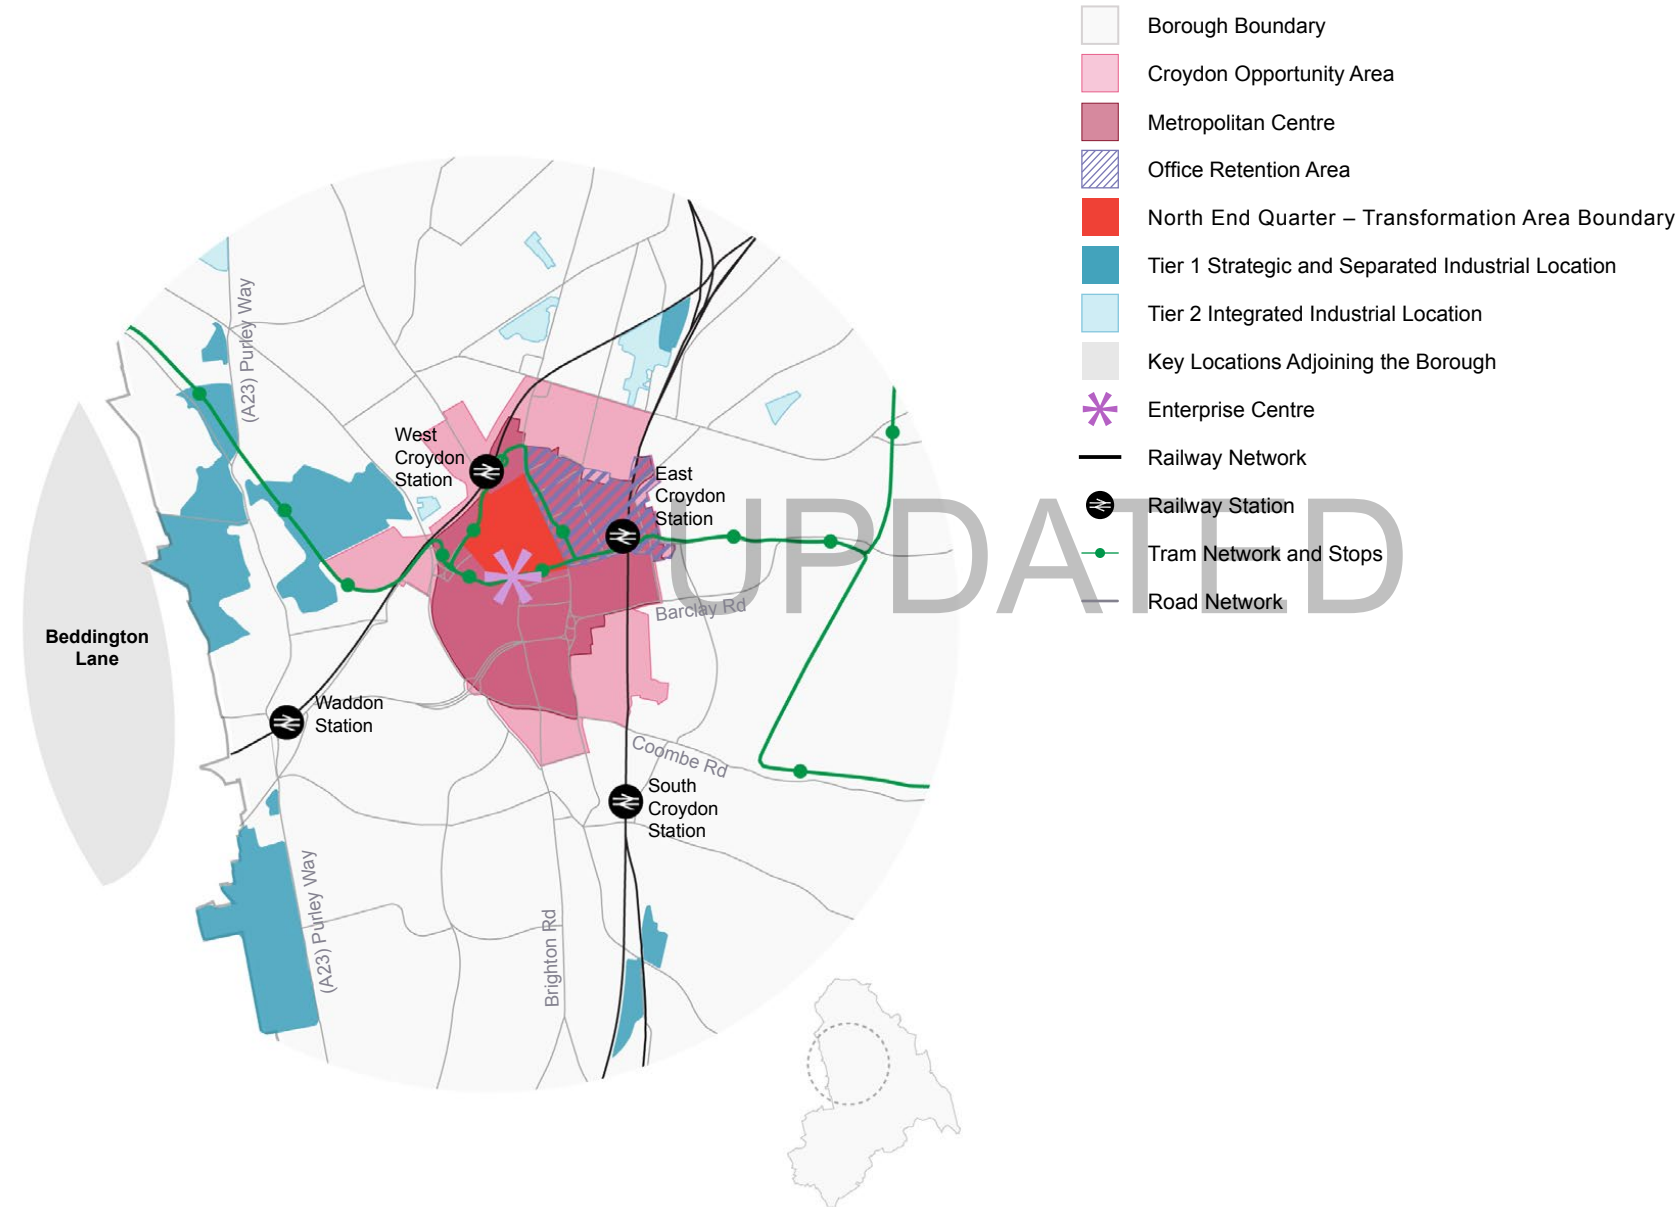 Borough Boundary
Croydon Opportunity Area
Metropolitan Centre
Office Retention Area
North End Quarter – Transformation Area Boundary
Tier 1 Strategic and Separated Industrial Location
Tier 2 Integrated Industrial Location
Key Locations Adjoining the Borough
Enterprise Centre
Railway Network
Railway Station
Tram Network and Stops
Road Network
UPDATED
(A23) Purley Way
West
Croydon
Station
East
Croydon
Station
Barclay Rd
Beddington
Lane
Waddon
Station
Coombe Rd
South
Croydon
Station
(A23) Purley Way
Brighton Rd